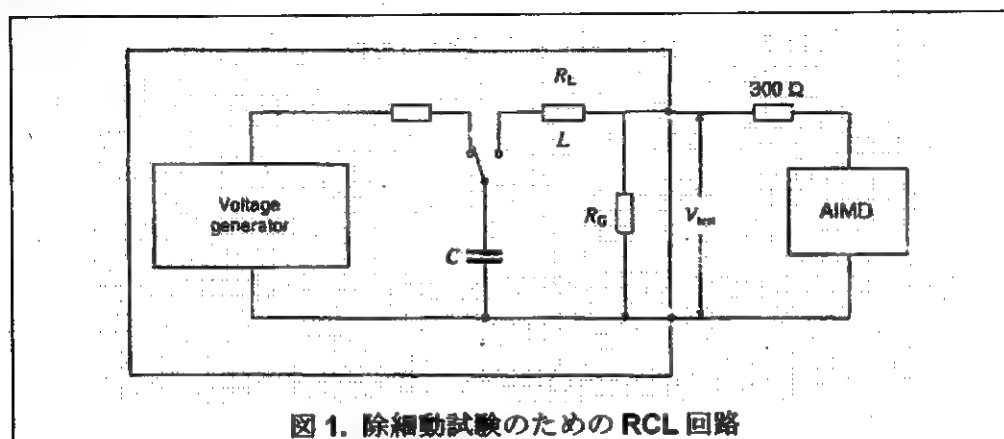 R_L
300 Ω
L
Voltage
generator
R_G
V_test
AIMD
C
図 1. 除細動試験のための RCL 回路